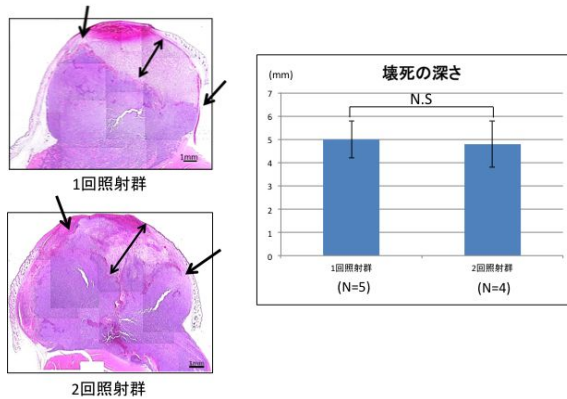 1mm
1回照射群
1mm
2回照射群
壊死の深さ
(mm)
N.S
7
6
5
4
3
2
1
0
1回照射群
2回照射群
(N=5)
(N=4)